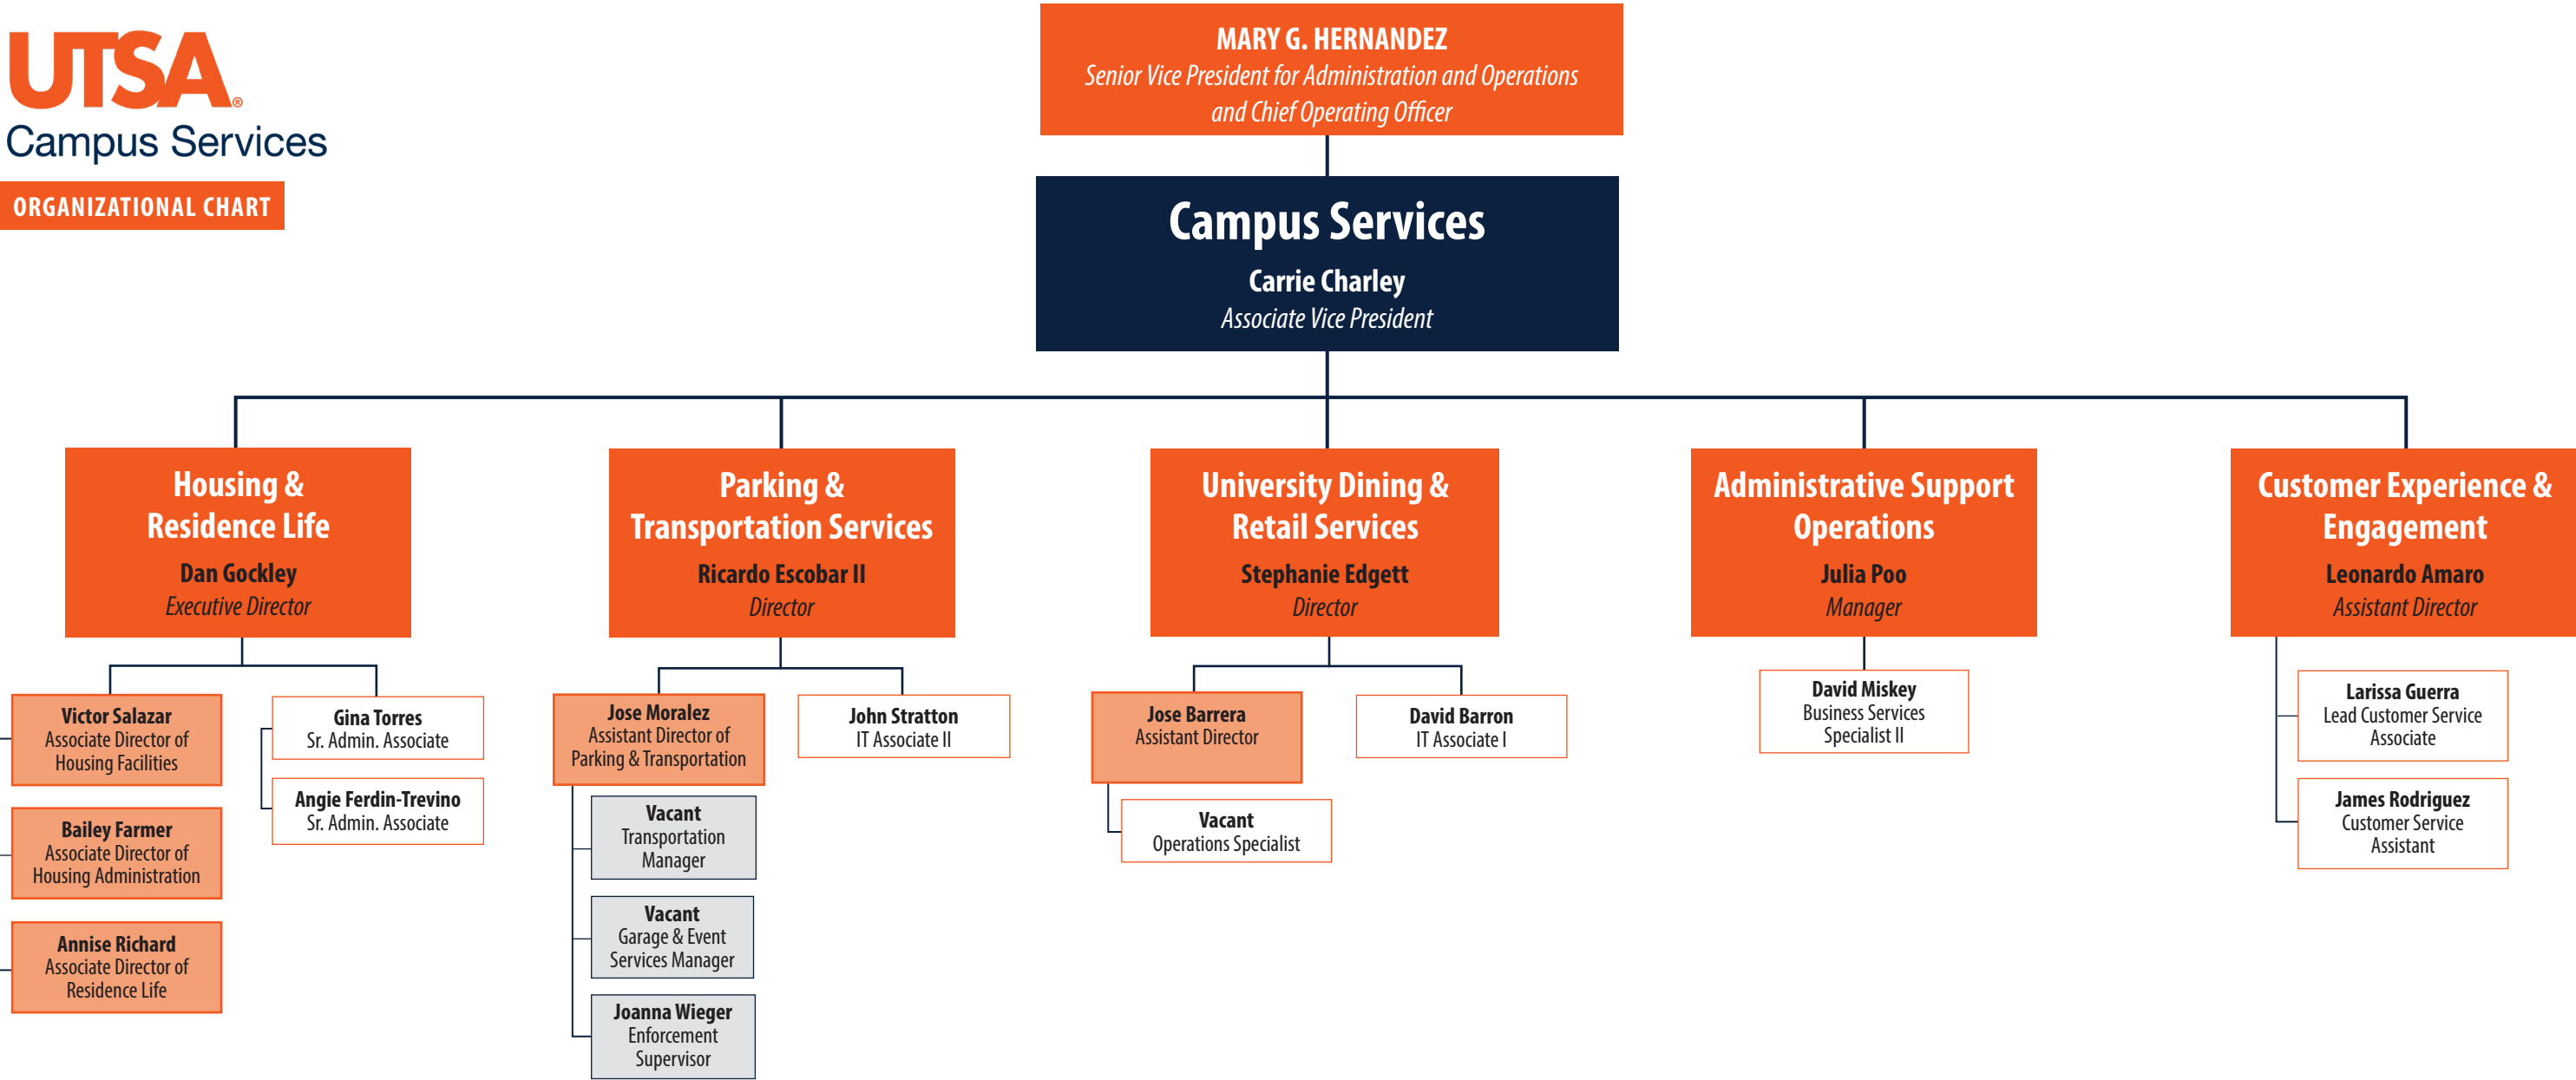 UTSA®
Campus Services
ORGANIZATIONAL CHART
MARY G. HERNANDEZ
Senior Vice President for Administration and Operations
and Chief Operating Officer
Campus Services
Carrie Charley
Associate Vice President
Housing &
Residence Life
Dan Gockley
Executive Director
Victor Salazar
Associate Director of
Housing Facilities
Bailey Farmer
Associate Director of
Housing Administration
Annise Richard
Associate Director of
Residence Life
Gina Torres
Sr. Admin. Associate
Angie Ferdin-Trevino
Sr. Admin. Associate
Parking &
Transportation Services
Ricardo Escobar II
Director
Jose Moralez
Assistant Director of
Parking & Transportation
Vacant
Transportation
Manager
Vacant
Garage & Event
Services Manager
Joanna Wieger
Enforcement
Supervisor
John Stratton
IT Associate II
University Dining &
Retail Services
Stephanie Edgett
Director
Jose Barrera
Assistant Director
Vacant
Operations Specialist
David Barron
IT Associate I
Administrative Support
Operations
Julia Poo
Manager
David Miskey
Business Services
Specialist II
Customer Experience &
Engagement
Leonardo Amaro
Assistant Director
Larissa Guerra
Lead Customer Service
Associate
James Rodriguez
Customer Service
Assistant